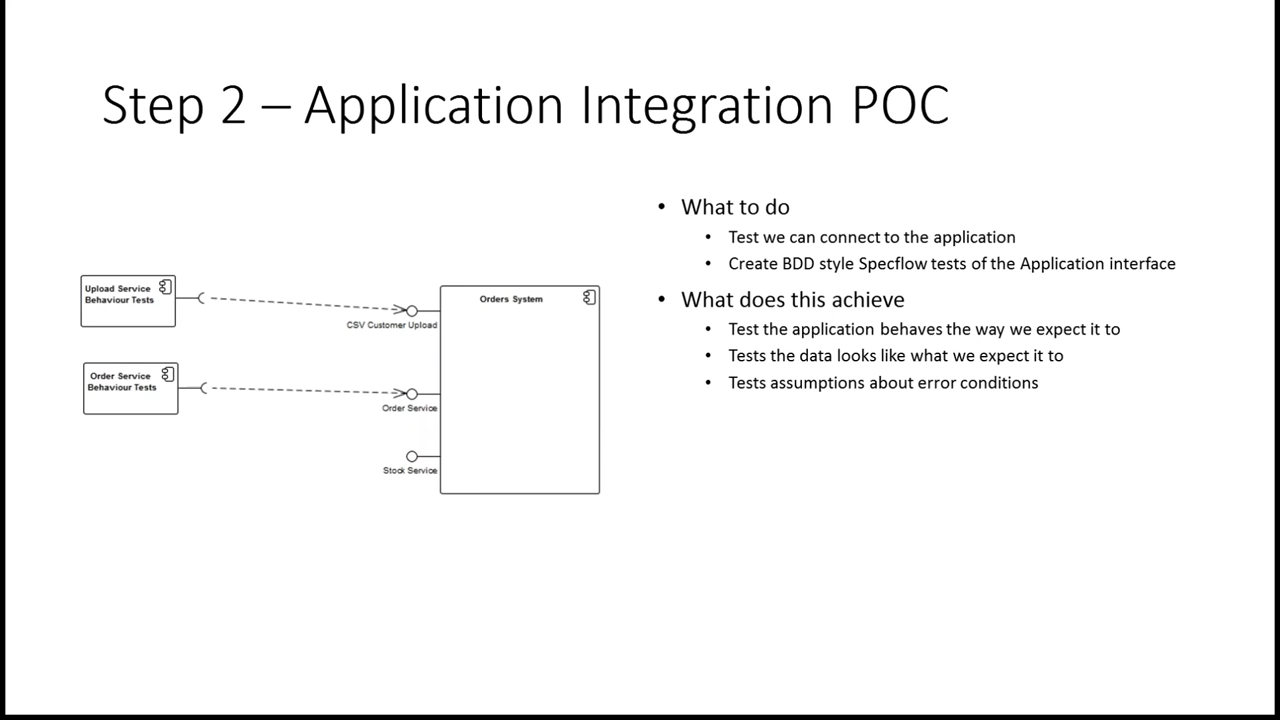 Step 2 – Application Integration POC
Upload Service
Behaviour Tests
Order Service
Behaviour Tests
CSV Customer Upload
Order Service
Stock Service
Orders System
• What to do
• Test we can connect to the application
• Create BDD style Specflow tests of the Application interface
• What does this achieve
• Test the application behaves the way we expect it to
• Tests the data looks like what we expect it to
• Tests assumptions about error conditions